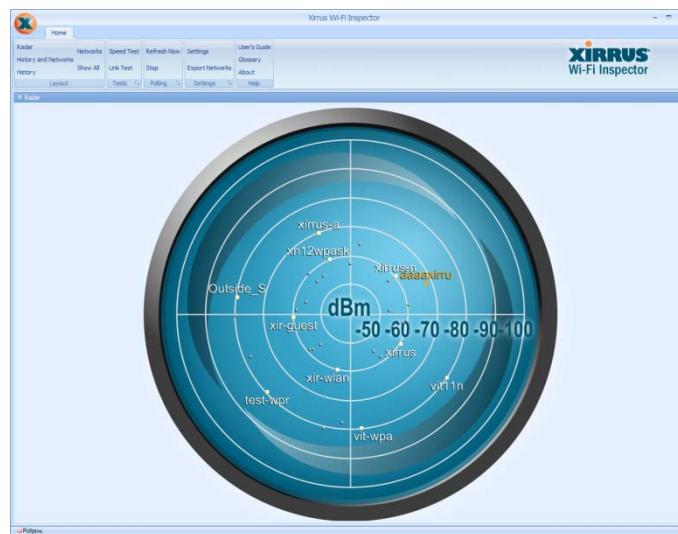 Xirrus Wi-Fi Inspector
Home
Radar
History and Networks
History
Networks
Show All
Layout
Speed Test
Link Test
Tests
Refresh Now
Stop
Polling
Settings
Export Networks
Settings
User's Guide
Glossary
About
Help
XIRRUS
Wi-Fi Inspector
Radar
xirrus-a
xn12wpask
xirrus-n
aaaaxirru
Outside_S
dBm
-50 -60 -70 -80 -90-100
xir-guest
xirrus
xir-wlan
vit11n
test-wpr
vit-wpa